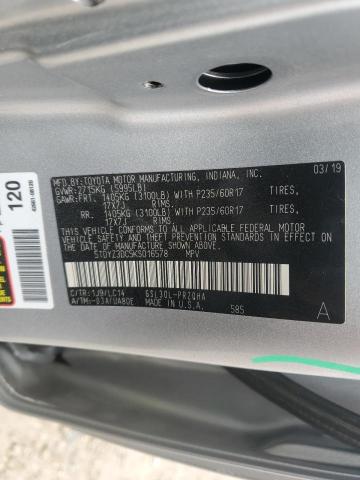 MFD.BY:TOYOTA MOTOR MANUFACTURING, INDIANA, INC. 03/19
GVWR:2715KG (5995LB)
GAWR:FRT. 1405KG (3100LB) WITH P235/60R17 TIRES,
17X7J RIMS
RR. 1405KG (3100LB) WITH P235/60R17 TIRES,
17X7J RIMS
THIS VEHICLE CONFORMS TO ALL APPLICABLE FEDERAL MOTOR
VEHICLE SAFETY, BUMPER, AND THEFT PREVENTION STANDARDS IN
EFFECT ON THE DATE OF MANUFACTURE SHOWN ABOVE.
5TDYZ3DC5KS016578 MPV
C/TR:1J9/LC14 GSL30L-PRZQHA
A/TM:-03A/UA80E MADE IN U.S.A. 585 A
120